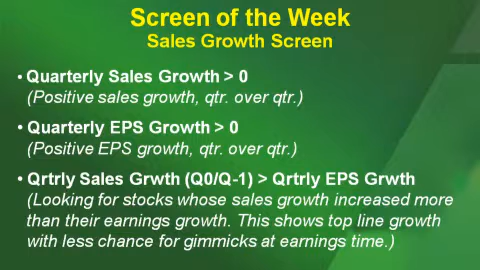 Screen of the Week
Sales Growth Screen
• Quarterly Sales Growth > 0
(Positive sales growth, qtr. over qtr.)
• Quarterly EPS Growth > 0
(Positive EPS growth, qtr. over qtr.)
• Qrtrly Sales Grwth (Q0/Q-1) > Qrtrly EPS Grwth
(Looking for stocks whose sales growth increased more
than their earnings growth. This shows top line growth
with less chance for gimmicks at earnings time.)